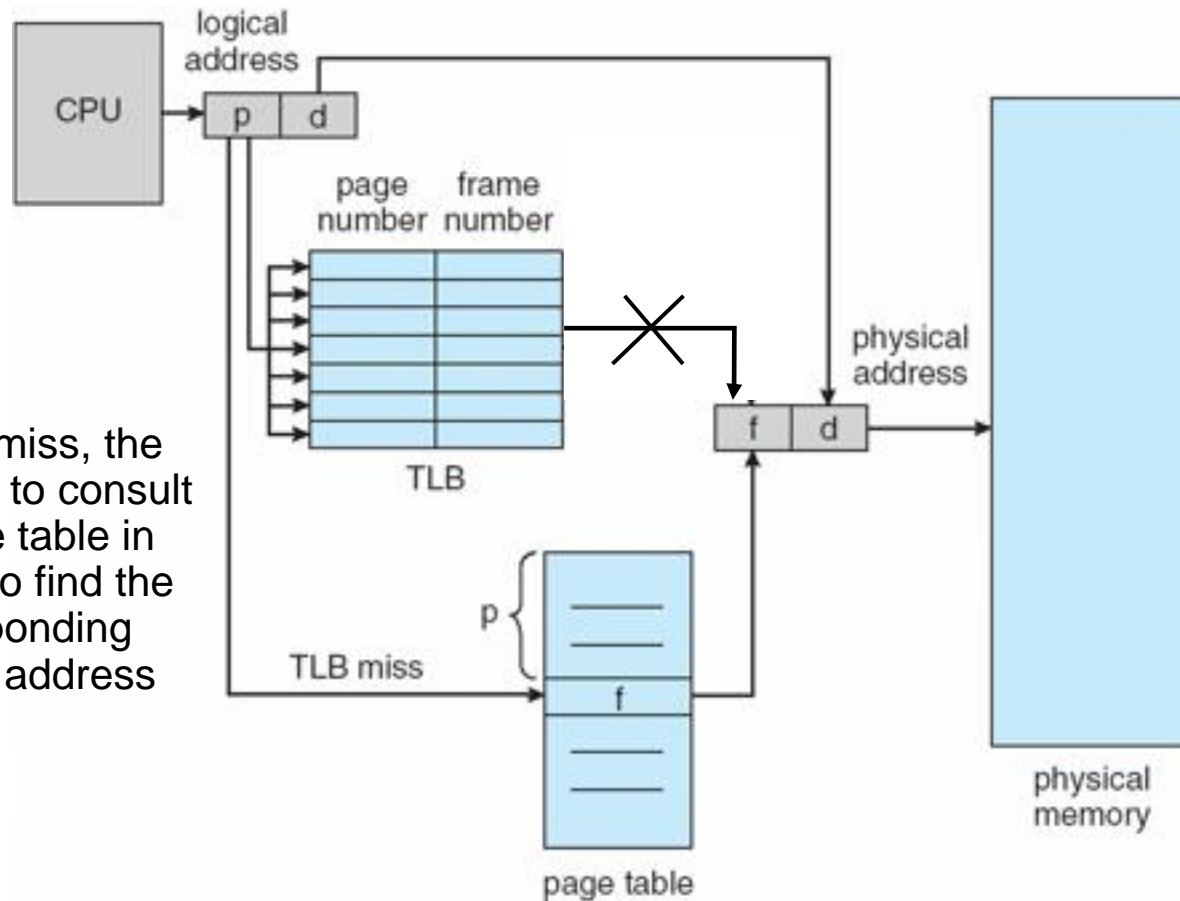 logical
address
CPU
p
d
page
number
frame
number
TLB
physical
address
f
d
miss, the
to consult
table in
o find the
onding
address
p
TLB miss
f
page table
physical
memory